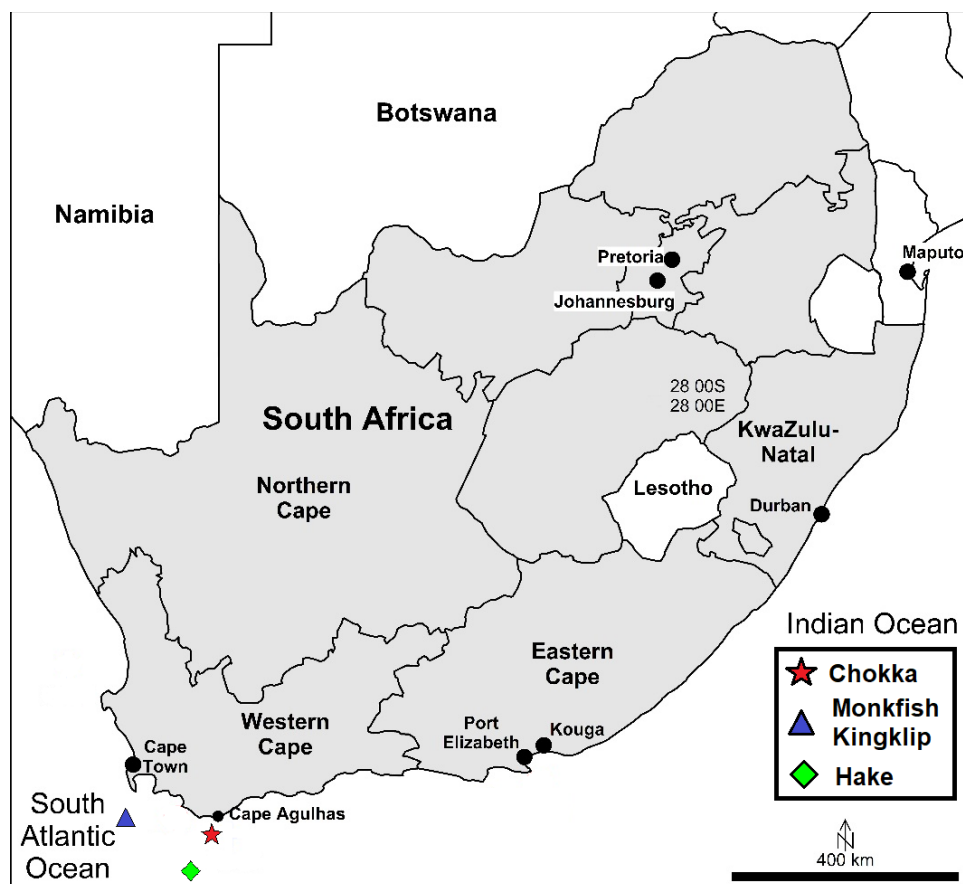 Botswana
Namibia
Pretoria
Johannesburg
Maputo
28 00S
28 00E
South Africa
KwaZulu-
Natal
Northern
Cape
Lesotho
Durban
Indian Ocean
Eastern
Cape
Chokka
Monkfish
Kingklip
Hake
Western
Cape
Port
Elizabeth
Kouga
Cape
Town
Cape Agulhas
South
Atlantic
Ocean
N
400 km